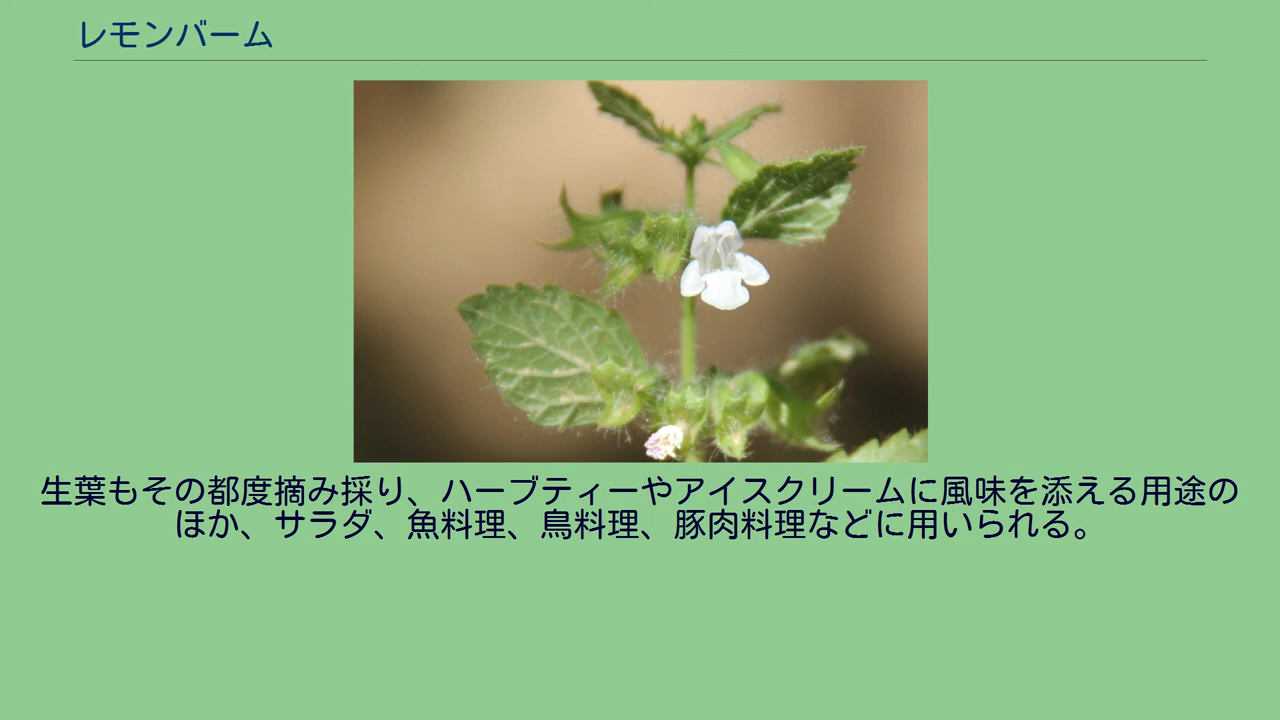 レモンバーム
生葉もその都度摘み採り、ハーブティーやアイスクリームに風味を添える用途の
ほか、サラダ、魚料理、鳥料理、豚肉料理などに用いられる。